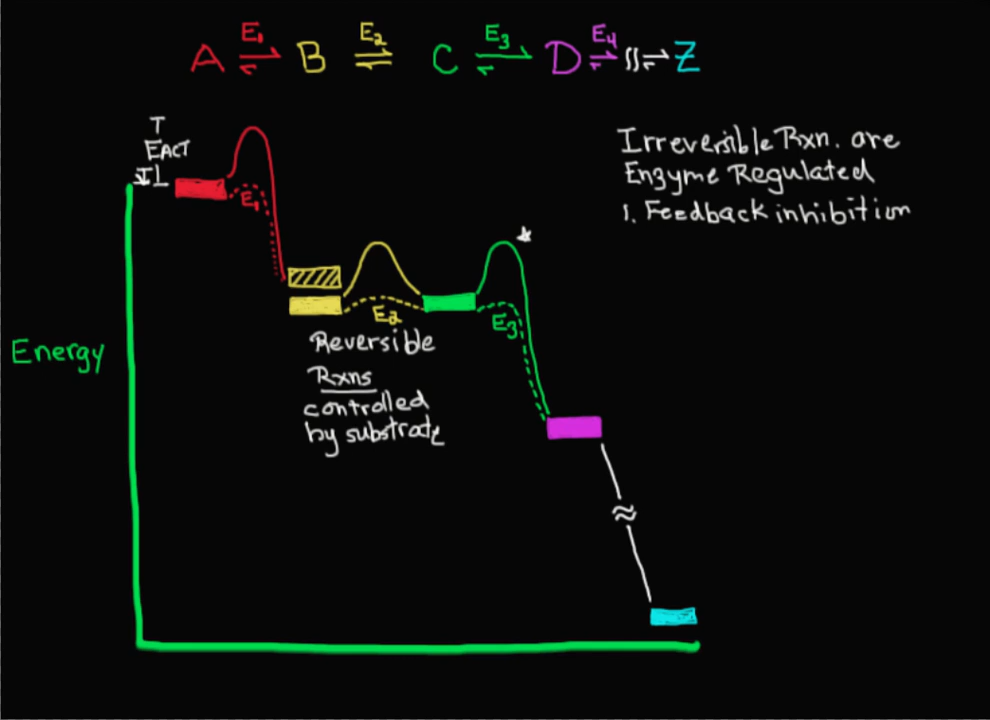 E₁ E₂ E₃ E₄
A ⇌ B ⇌ C ⇌ D ⇌ ∫∫ ⇌ Z
T
EACT
⊥
Irreversible Rxn. are
Enzyme Regulated
1. Feedback inhibition
E₁
E₂
E₃
Energy
Reversible
Rxns
controlled
by substrate